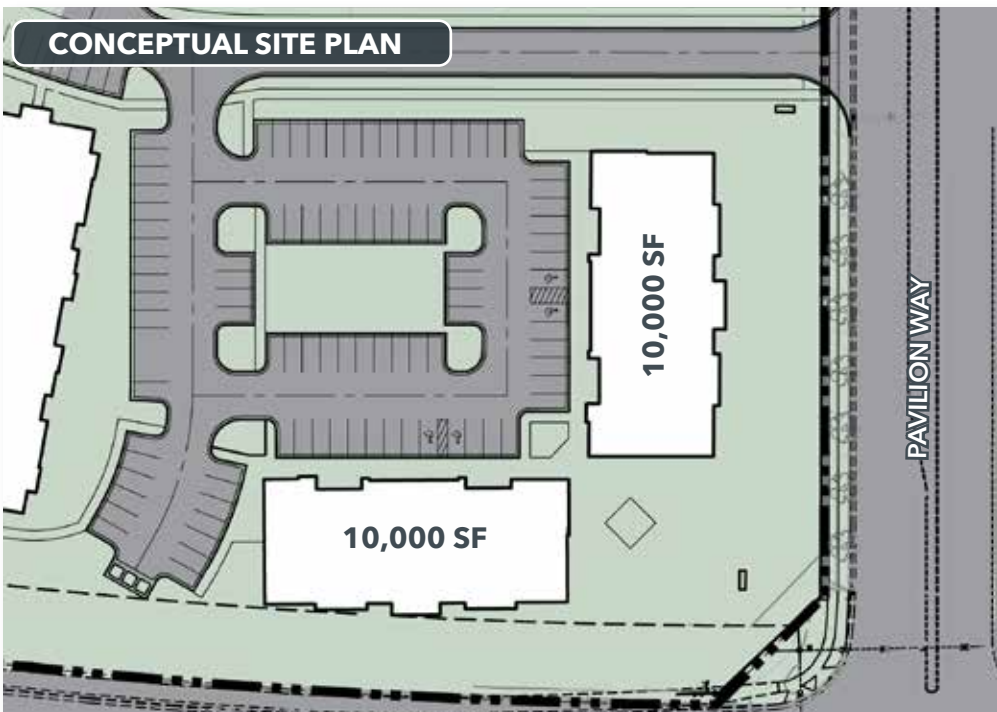 CONCEPTUAL SITE PLAN
10,000 SF
PAVILION WAY
10,000 SF